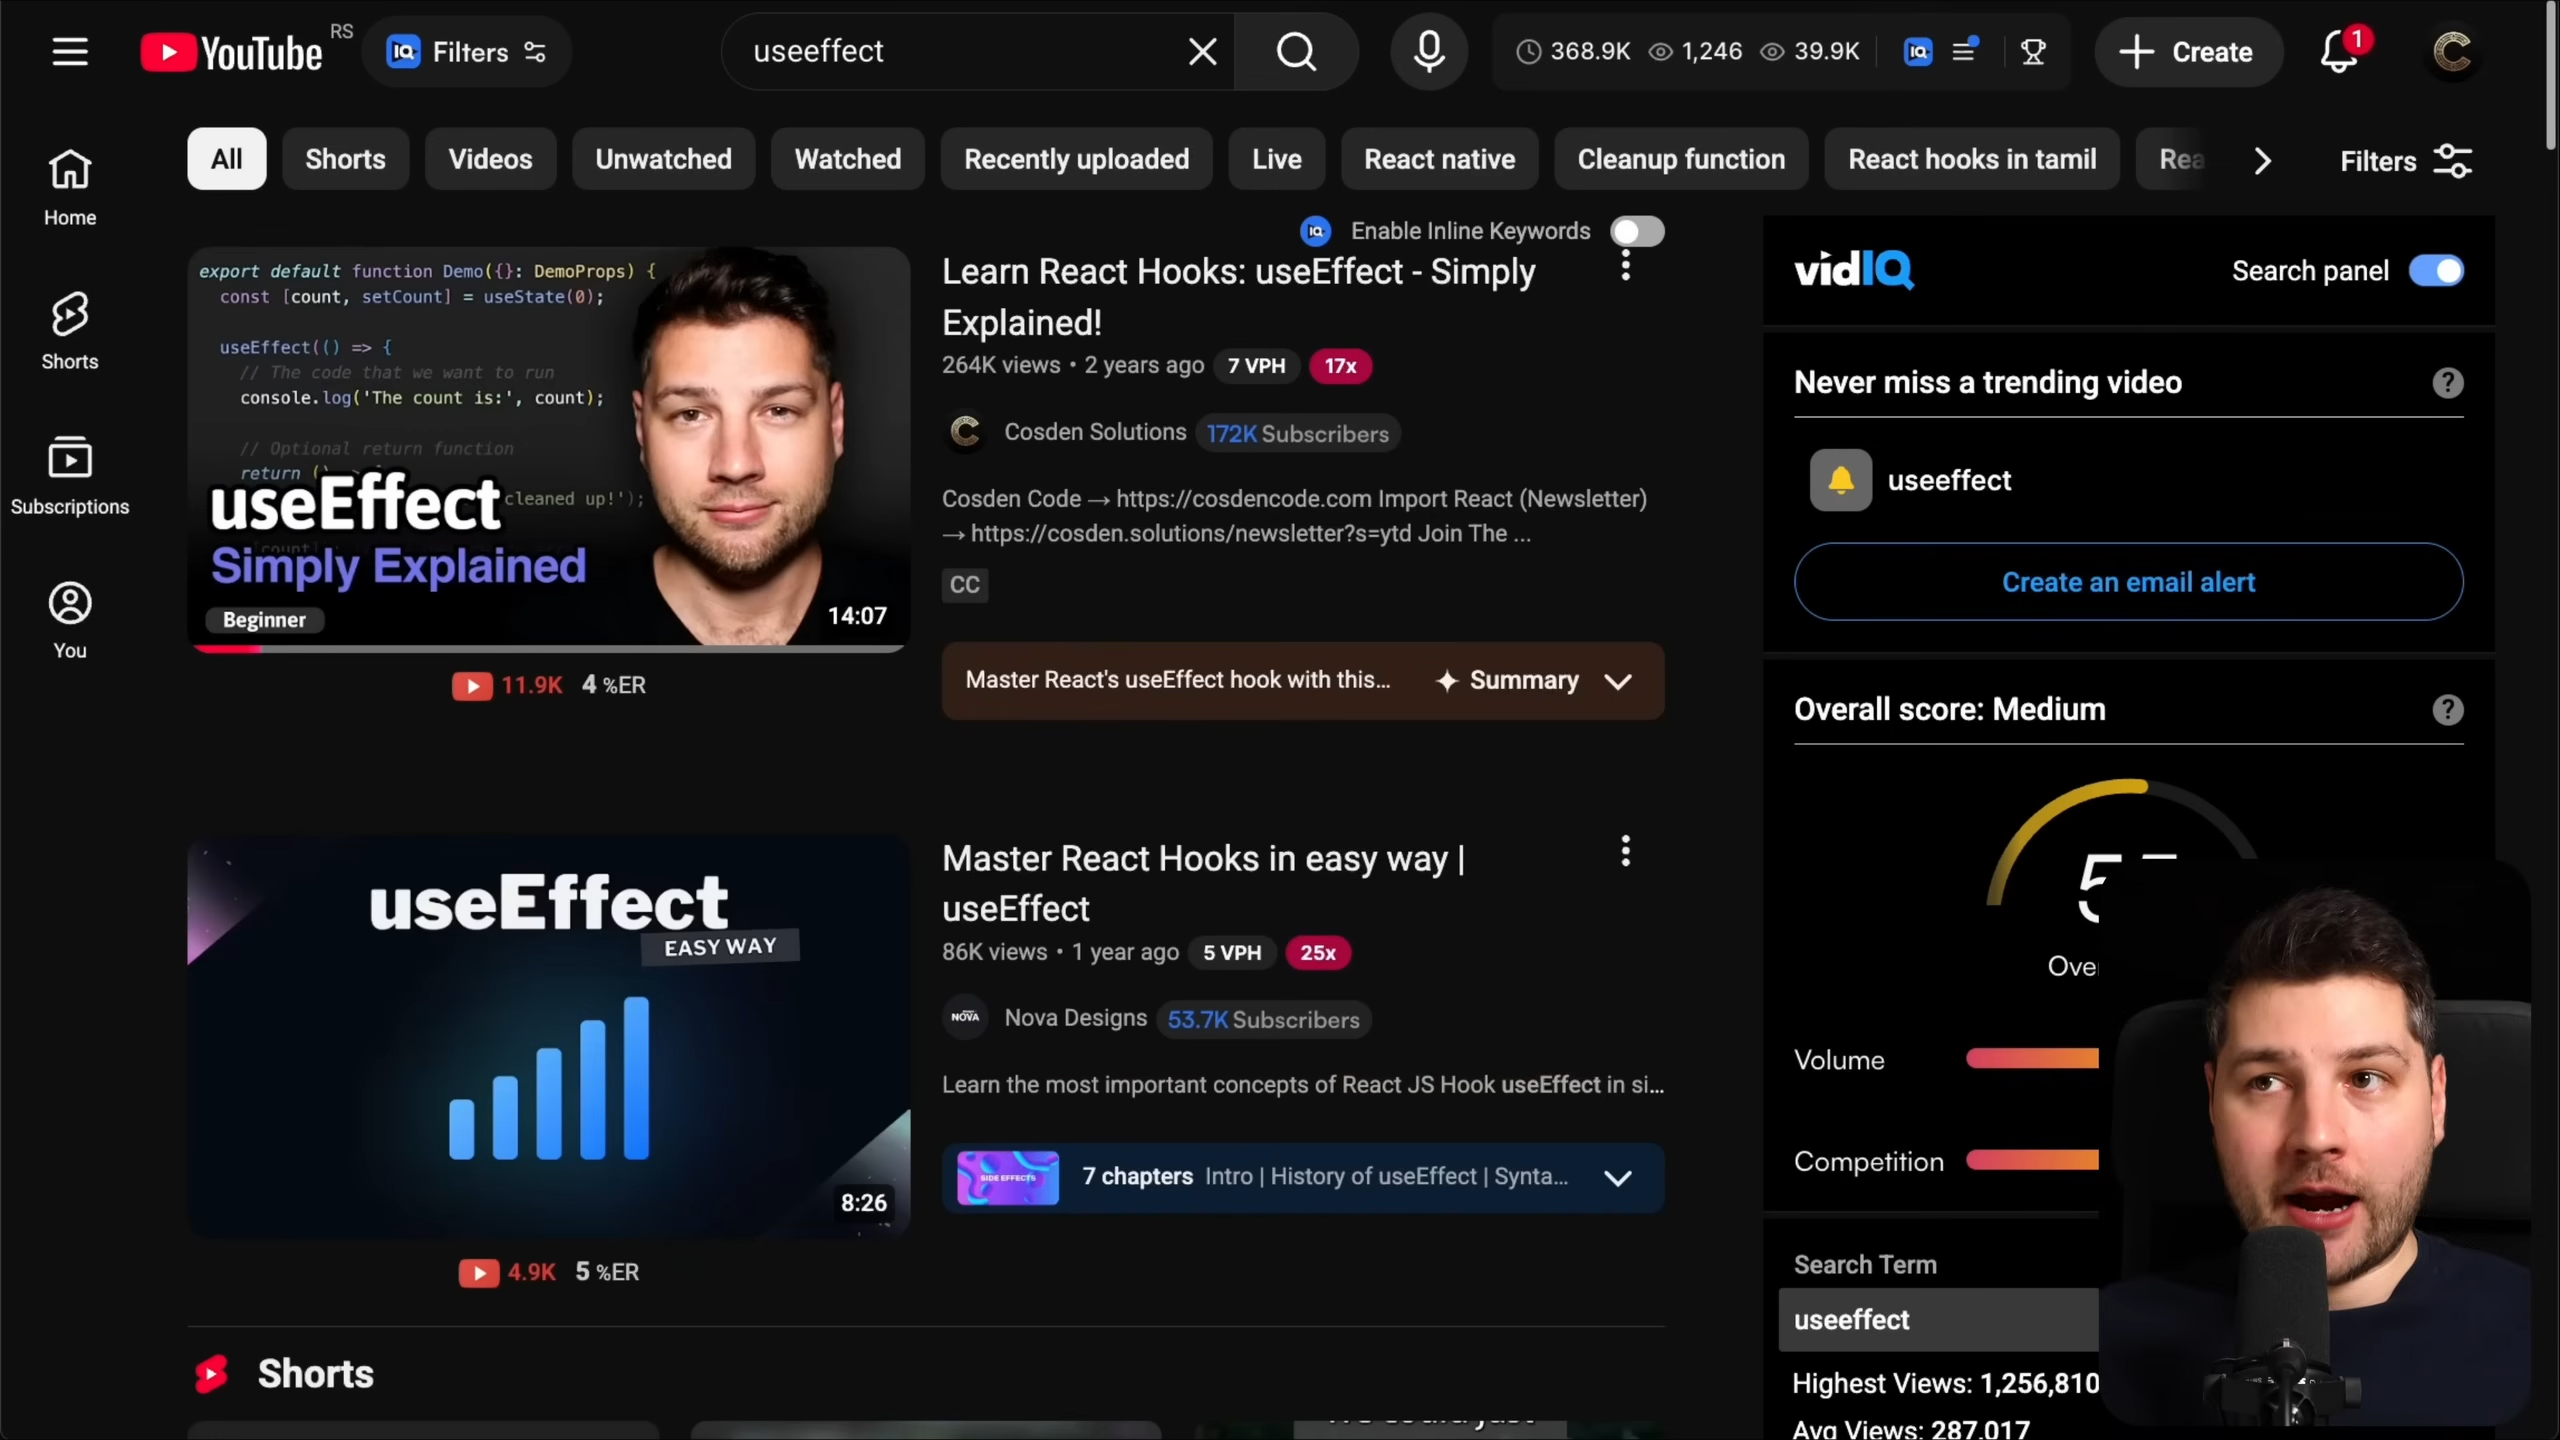 YouTube RS
Filters
useeffect
368.9K 1,246 39.9K
Create
1
All Shorts Videos Unwatched Watched Recently uploaded Live React native Cleanup function React hooks in tamil Rea
Filters
Home
Shorts
Subscriptions
You
Enable Inline Keywords
export default function Demo({}: DemoProps) {
const [count, setCount] = useState(0);
useEffect(() => {
// The code that we want to run
console.log('The count is:', count);
// Optional return function
return () =>
cleaned up!');
useEffect
Simply Explained
Beginner
14:07
11.9K 4 %ER
Learn React Hooks: useEffect - Simply
Explained!
264K views • 2 years ago 7 VPH 17x
Cosden Solutions 172K Subscribers
Cosden Code → https://cosdencode.com Import React (Newsletter)
→ https://cosden.solutions/newsletter?s=ytd Join The ...
CC
Master React's useEffect hook with this... Summary
useEffect
EASY WAY
8:26
4.9K 5 %ER
Master React Hooks in easy way |
useEffect
86K views • 1 year ago 5 VPH 25x
NOVA
Nova Designs 53.7K Subscribers
Learn the most important concepts of React JS Hook useEffect in si...
SIDE EFFECTS
7 chapters Intro | History of useEffect | Synta...
Shorts
vidIQ
Search panel
Never miss a trending video
useeffect
Create an email alert
Overall score: Medium
Over
Volume
Competition
Search Term
useeffect
Highest Views: 1,256,810
Avg Views: 287,017